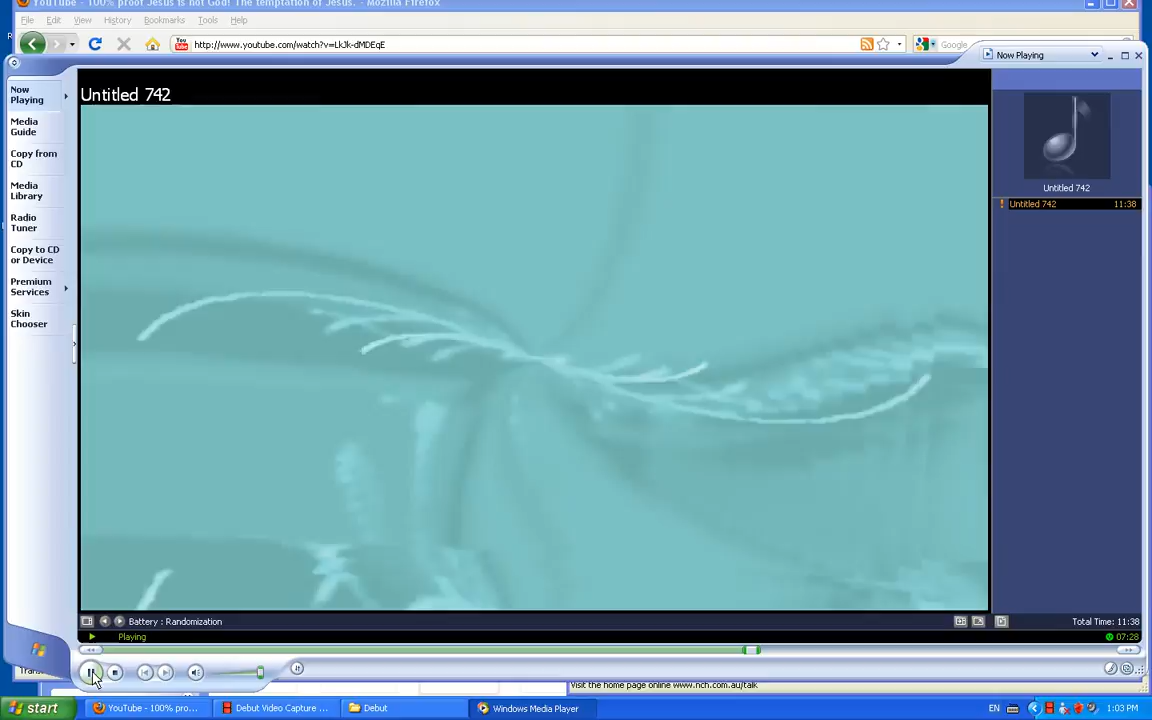 YouTube - 100% proof Jesus is not God! The temptation of Jesus. - Mozilla Firefox
File Edit View History Bookmarks Tools Help
http://www.youtube.com/watch?v=LkJk-dMDEqE
Google
Now Playing
Untitled 742
Now
Playing
Media
Guide
Copy from
CD
Media
Library
Radio
Tuner
Copy to CD
or Device
Premium
Services
Skin
Chooser
Untitled 742
Untitled 742 11:38
Battery : Randomization
Total Time: 11:38
Playing
07:28
Visit the home page online www.nch.com.au/talk
start
YouTube - 100% proo...
Debut Video Capture ...
Debut
Windows Media Player
EN
1:03 PM